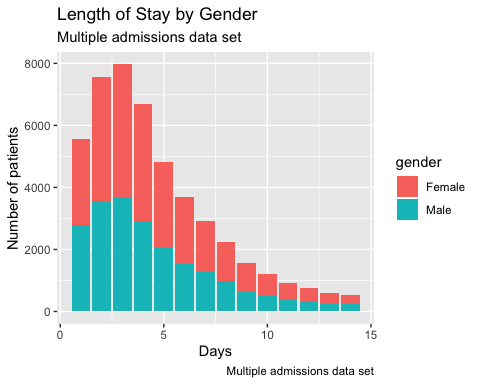 Length of Stay by Gender
Multiple admissions data set
Number of patients
8000
6000
4000
2000
0
0 5 10 15
Days
gender
Female
Male
Multiple admissions data set